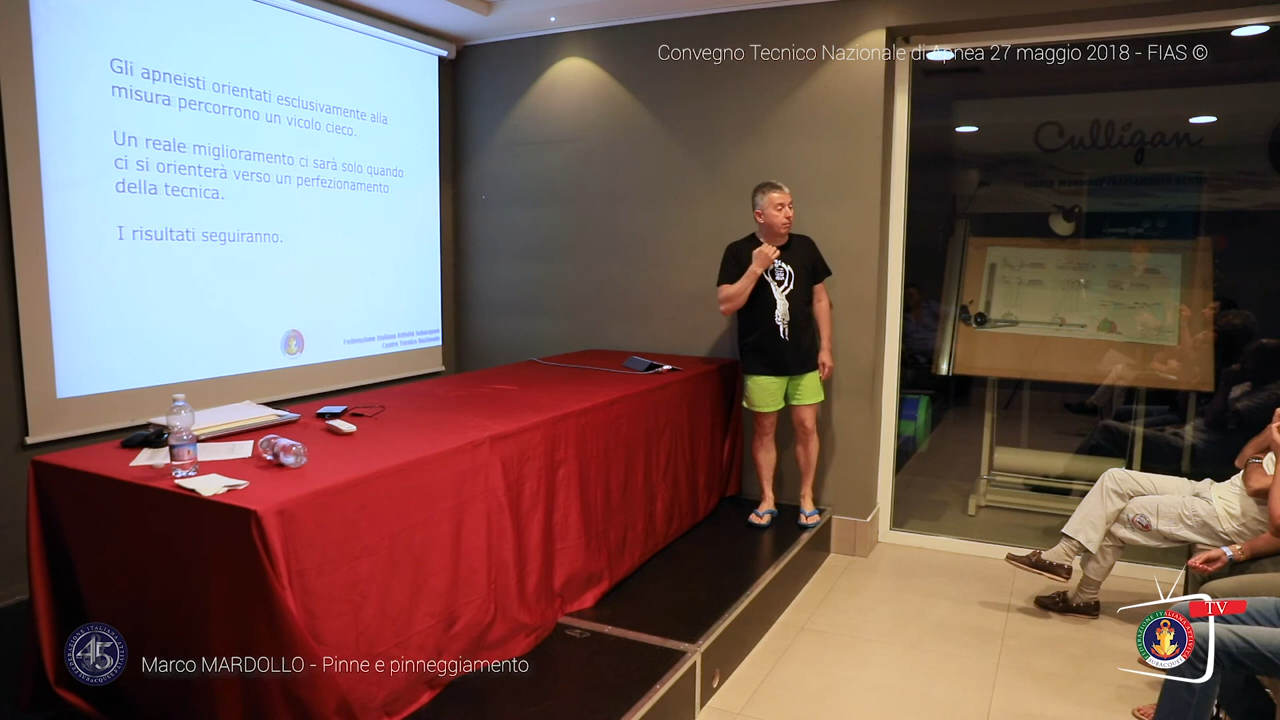 Convegno Tecnico Nazionale di Apnea 27 maggio 2018 - FIAS ©
Gli apneisti orientati esclusivamente alla
misura percorrono un vicolo cieco.
Un reale miglioramento ci sarà solo quando
ci si orienterà verso un perfezionamento
della tecnica.
I risultati seguiranno.
Federazione Italiana Attività Subacquee
Centro Tecnico Nazionale
Culligan
45
Marco MARDOLLO - Pinne e pinneggiamento
TV